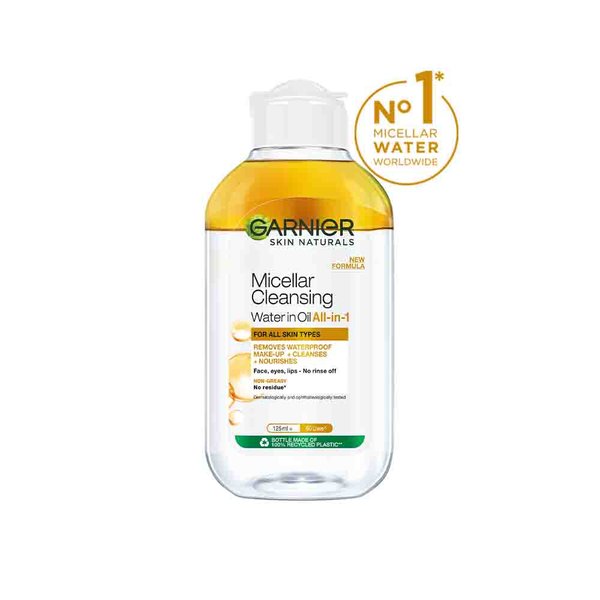 Nº1*
MICELLAR
WATER
WORLDWIDE
GARNIER
SKIN NATURALS
NEW
FORMULA
Micellar
Cleansing
Water in Oil All-in-1
FOR ALL SKIN TYPES
REMOVES WATERPROOF
MAKE-UP + CLEANSES
+ NOURISHES
Face, eyes, lips - No rinse off
NON-GREASY
No residue*
Dermatologically and ophthalmologically tested
125ml ℮
BOTTLE MADE OF
100% RECYCLED PLASTIC**